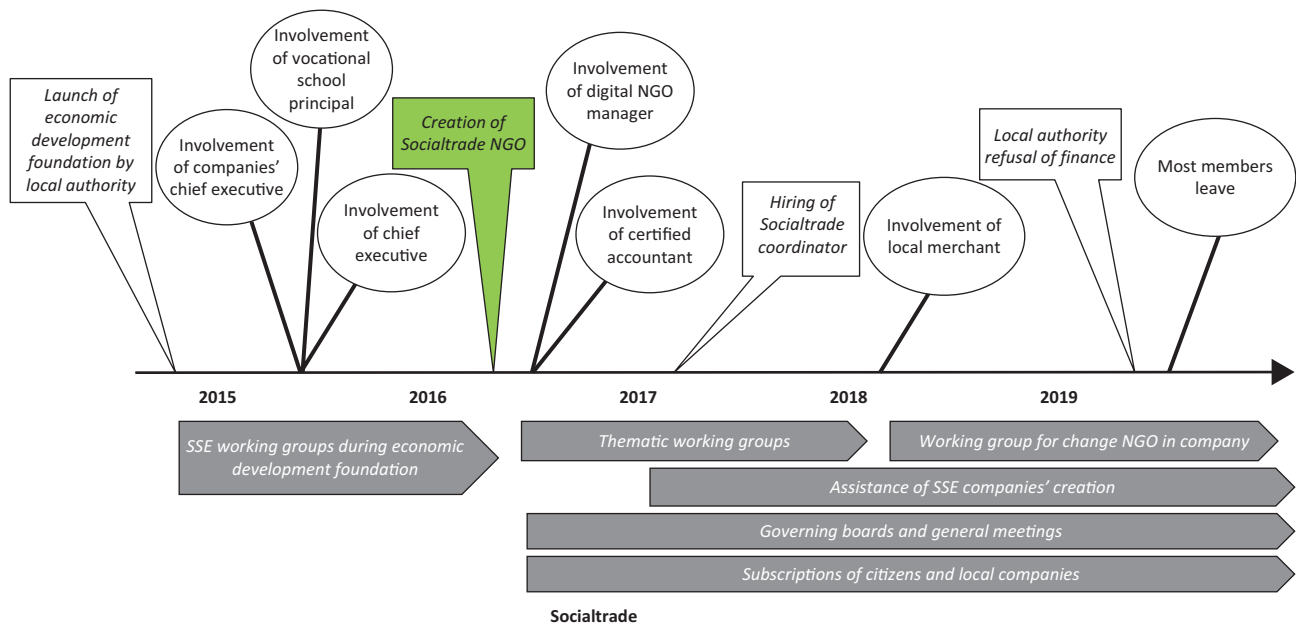 Launch of
economic
development
foundation by
local authority
Involvement
of companies’
chief executive
Involvement
of vocational
school
principal
Involvement
of chief
executive
Creation of
Socialtrade NGO
Involvement
of digital NGO
manager
Involvement
of certified
accountant
Hiring of
Socialtrade
coordinator
Involvement of
local merchant
Local authority
refusal of finance
Most members
leave
2015
2016
2017
2018
2019
SSE working groups during economic
development foundation
Thematic working groups
Working group for change NGO in company
Assistance of SSE companies’ creation
Governing boards and general meetings
Subscriptions of citizens and local companies
Socialtrade